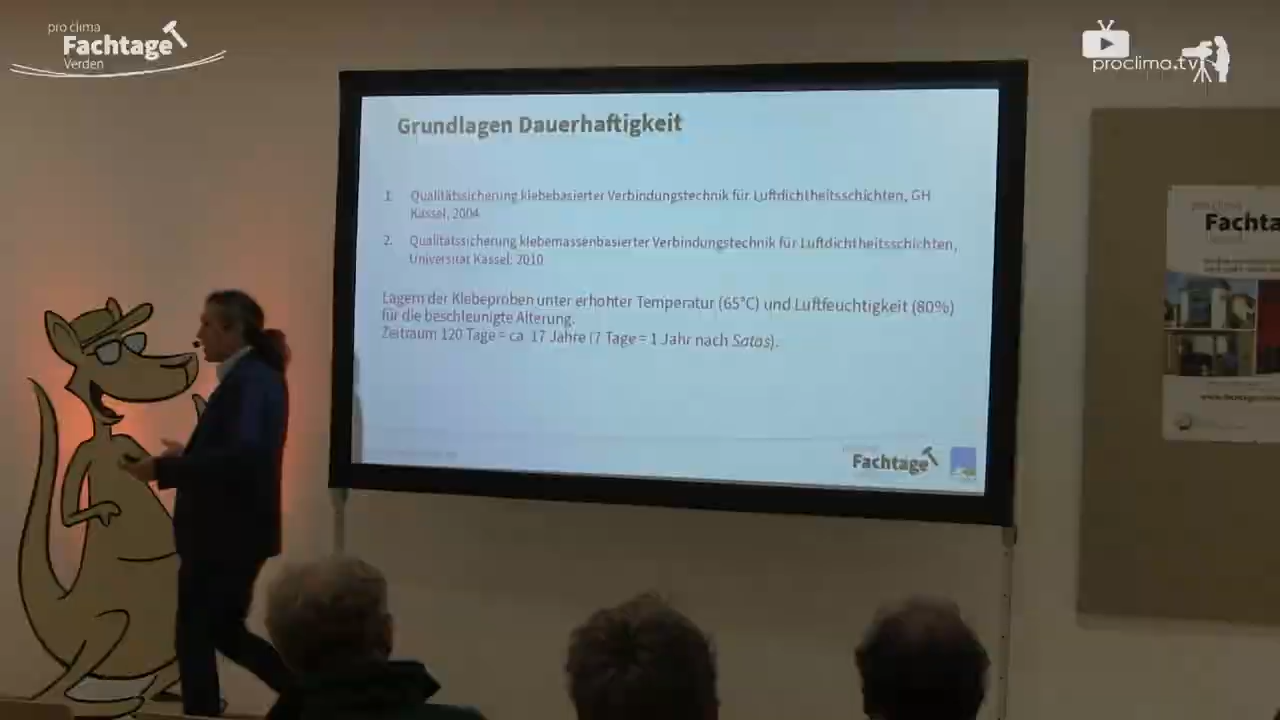 pro clima
Fachtage
Verden
proclima.tv
Grundlagen Dauerhaftigkeit
1. Qualitätssicherung klebebasierter Verbindungstechnik für Luftdichtheitsschichten, GH
Kassel, 2004
2. Qualitätssicherung klebemassenbasierter Verbindungstechnik für Luftdichtheitsschichten,
Universität Kassel: 2010
Lagern der Klebeproben unter erhöhter Temperatur (65°C) und Luftfeuchtigkeit (80%)
für die beschleunigte Alterung.
Zeitraum 120 Tage = ca. 17 Jahre (7 Tage = 1 Jahr nach Satas).
Fachtage
Fachta